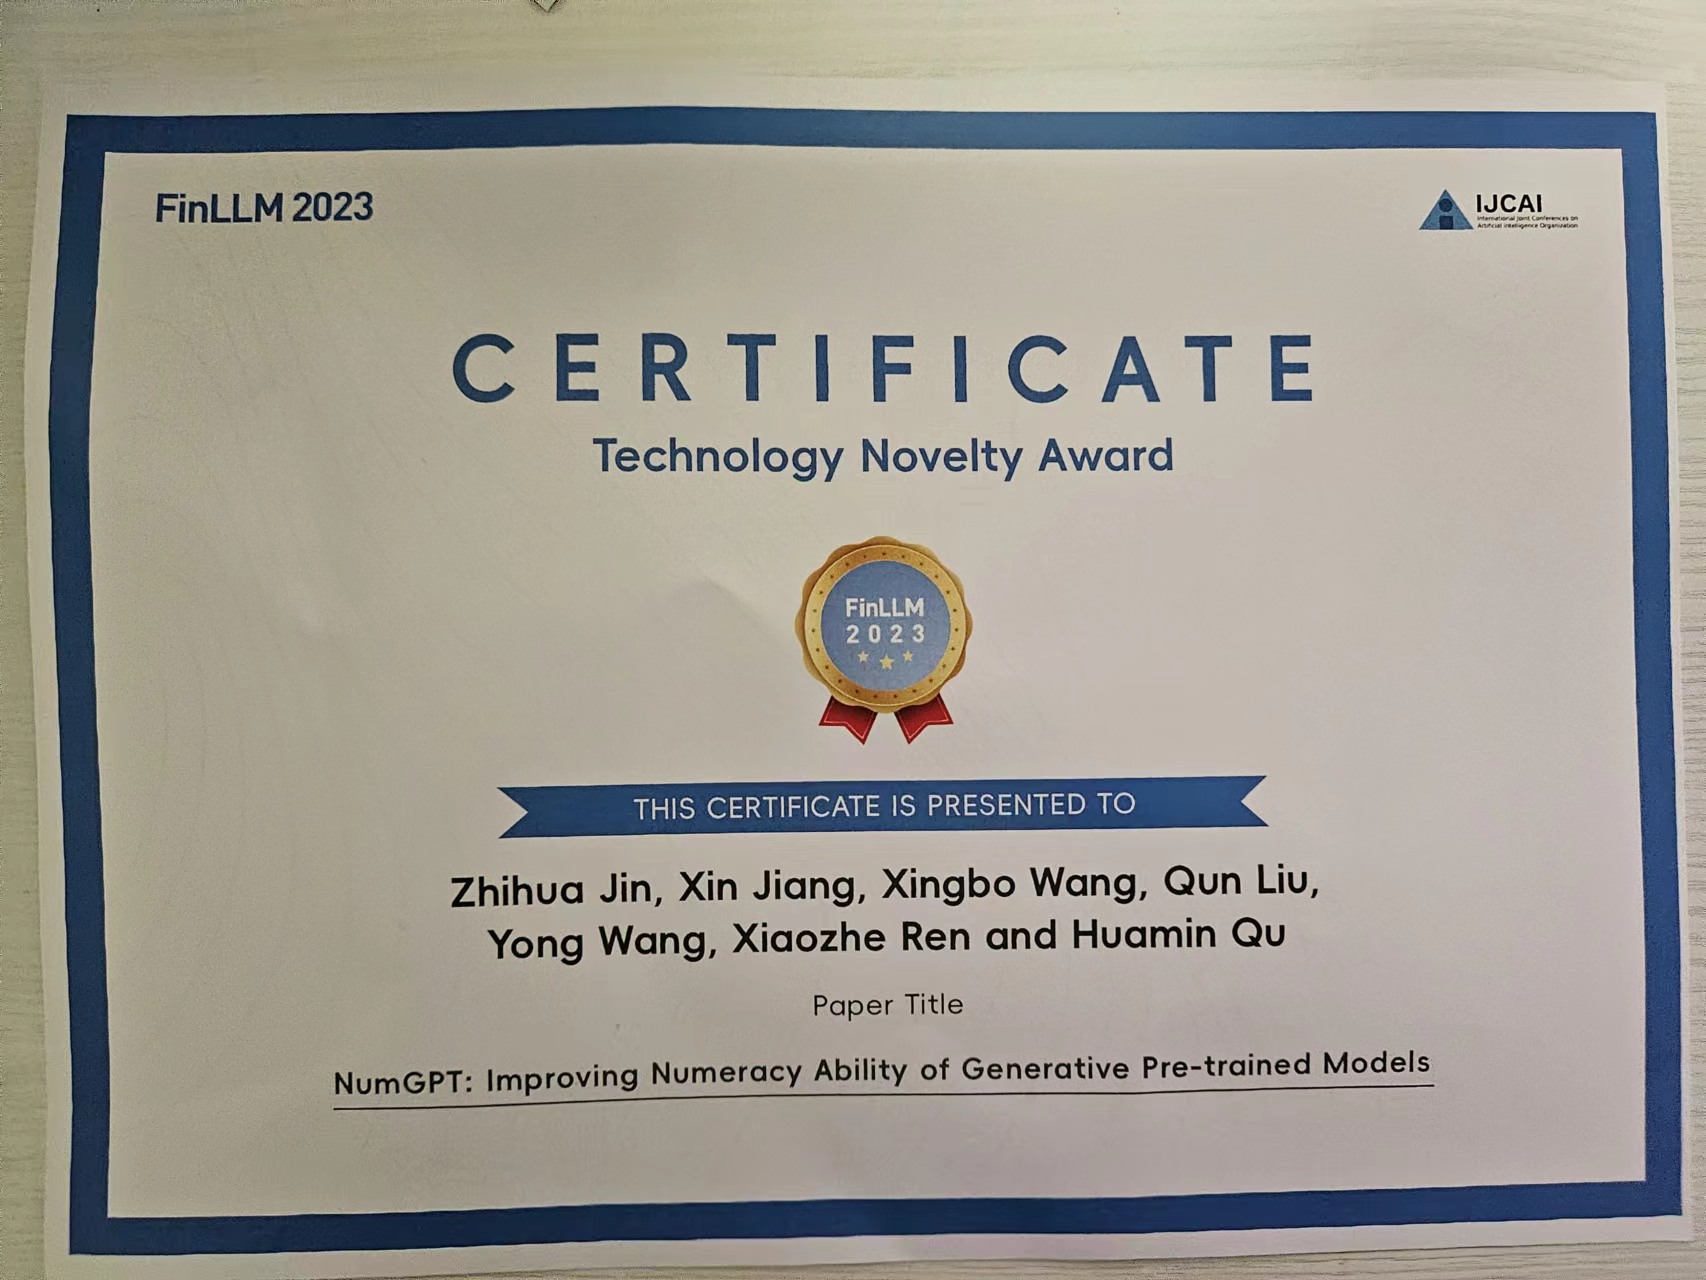 FinLLM 2023
IJCAI
International Joint Conferences on
Artificial Intelligence Organization
CERTIFICATE
Technology Novelty Award
FinLLM
2023
THIS CERTIFICATE IS PRESENTED TO
Zhihua Jin, Xin Jiang, Xingbo Wang, Qun Liu,
Yong Wang, Xiaozhe Ren and Huamin Qu
Paper Title
NumGPT: Improving Numeracy Ability of Generative Pre-trained Models